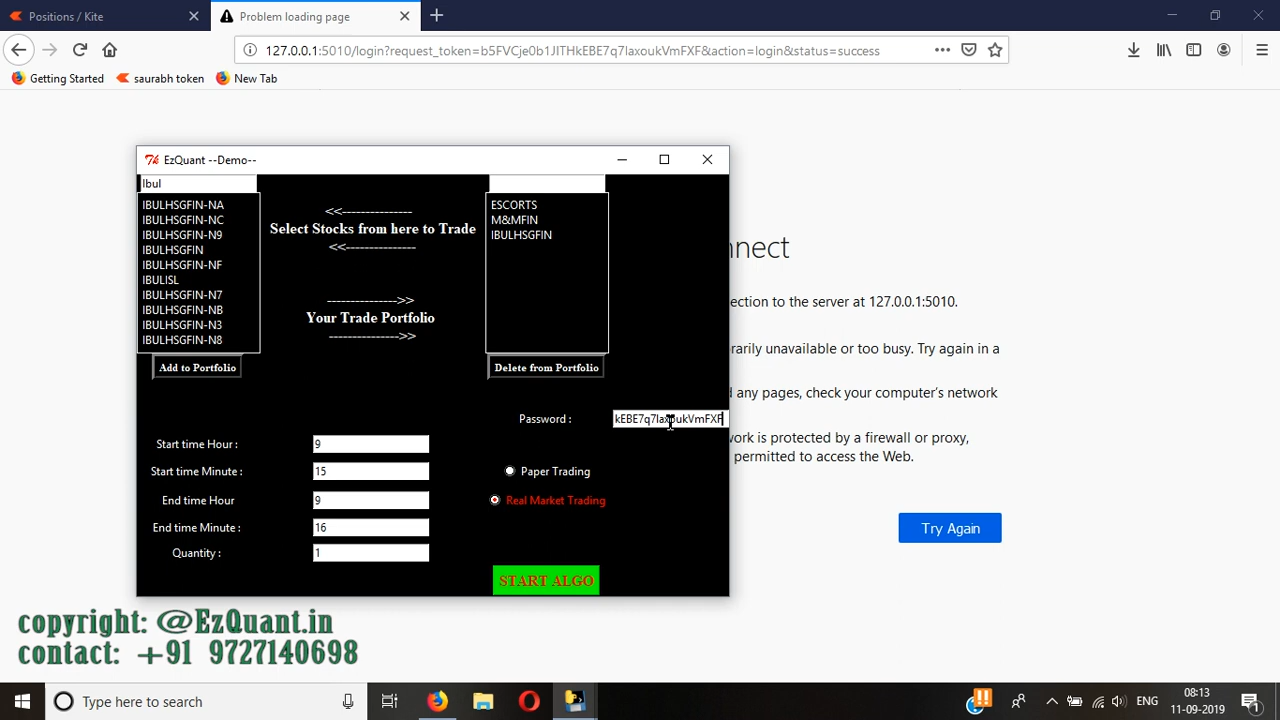 Positions / Kite
Problem loading page
127.0.0.1:5010/login?request_token=b5FVCje0b1JITHkEBE7q7laxoukVmFXF&action=login&status=success
Getting Started
saurabh token
New Tab
EzQuant --Demo--
Ibul
IBULHSGFIN-NA
IBULHSGFIN-NC
IBULHSGFIN-N9
IBULHSGFIN
IBULHSGFIN-NF
IBULISL
IBULHSGFIN-N7
IBULHSGFIN-NB
IBULHSGFIN-N3
IBULHSGFIN-N8
<<---------------
Select Stocks from here to Trade
<<---------------
--------------->>
Your Trade Portfolio
--------------->>
ESCORTS
M&MFIN
IBULHSGFIN
Add to Portfolio
Delete from Portfolio
Password :
kEBE7q7laxoukVmFXF
Start time Hour :
9
Start time Minute :
15
Paper Trading
End time Hour
9
Real Market Trading
End time Minute :
16
Quantity :
1
START ALGO
nnect
ection to the server at 127.0.0.1:5010.
rarily unavailable or too busy. Try again in a
d any pages, check your computer's network
work is protected by a firewall or proxy,
permitted to access the Web.
Try Again
copyright: @EzQuant.in
contact: +91 9727140698
Type here to search
ENG
08:13
11-09-2019
1